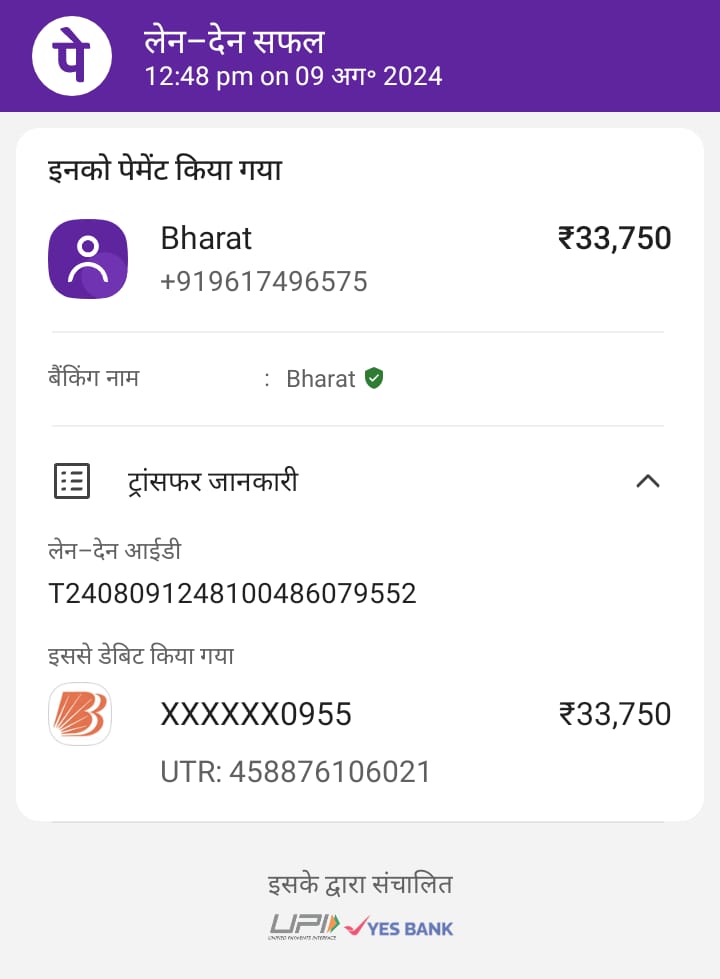 पे
लेन-देन सफल
12:48 pm on 09 अग॰ 2024
इनको पेमेंट किया गया
Bharat ₹33,750
+919617496575
बैंकिंग नाम : Bharat
ट्रांसफर जानकारी
लेन-देन आईडी
T2408091248100486079552
इससे डेबिट किया गया
XXXXXX0955 ₹33,750
UTR: 458876106021
इसके द्वारा संचालित
UPI YES BANK
UNIFIED PAYMENTS INTERFACE